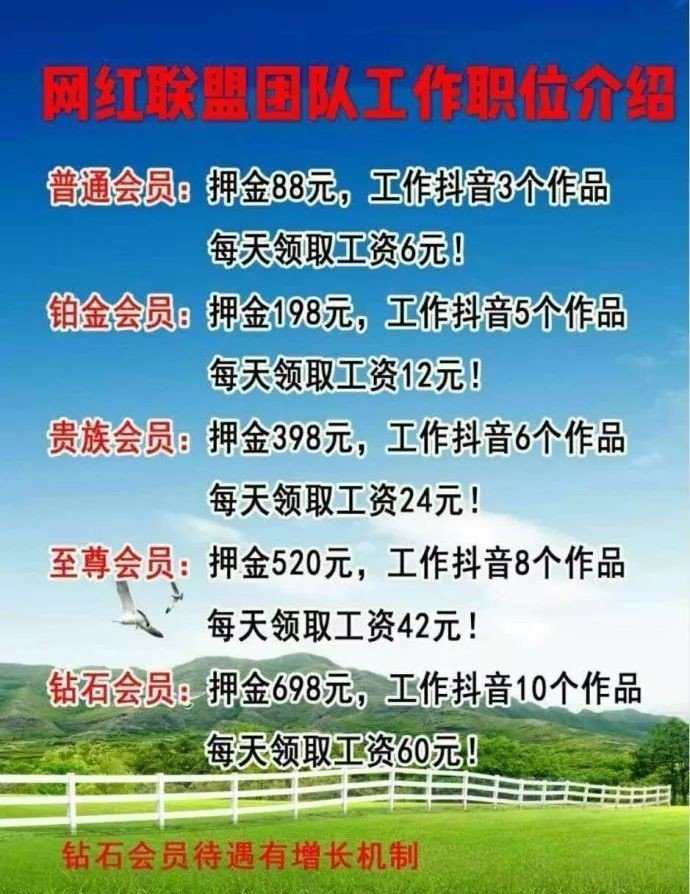 网红联盟团队工作职位介绍
普通会员：押金88元，工作抖音3个作品
每天领取工资6元！
铂金会员：押金198元，工作抖音5个作品
每天领取工资12元！
贵族会员：押金398元，工作抖音6个作品
每天领取工资24元！
至尊会员：押金520元，工作抖音8个作品
每天领取工资42元！
钻石会员：押金698元，工作抖音10个作品
每天领取工资60元！
钻石会员待遇有增长机制